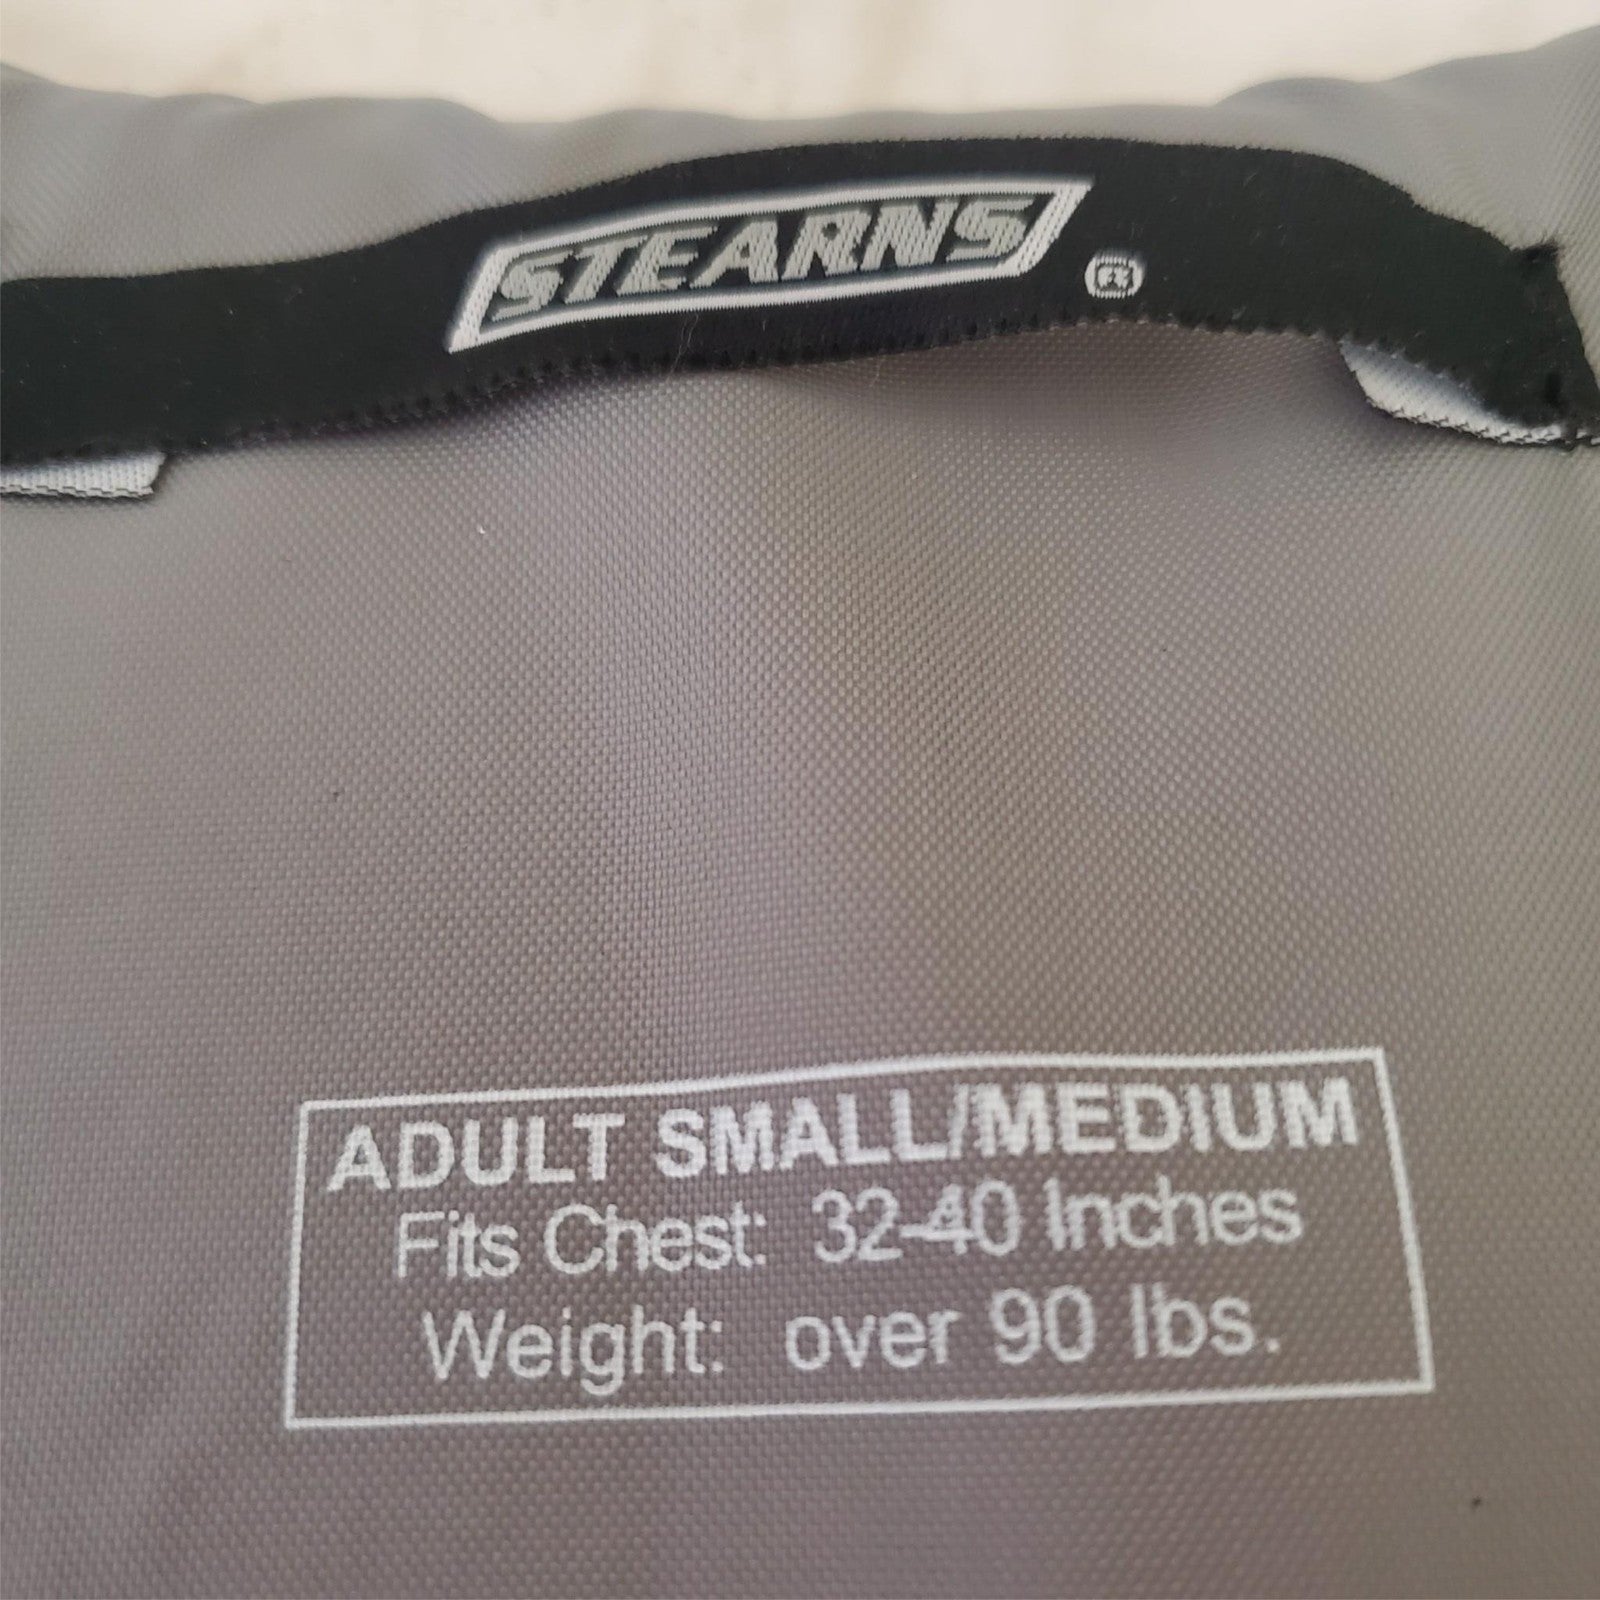 STEARNS ®
ADULT SMALL/MEDIUM
Fits Chest: 32-40 Inches
Weight: over 90 lbs.